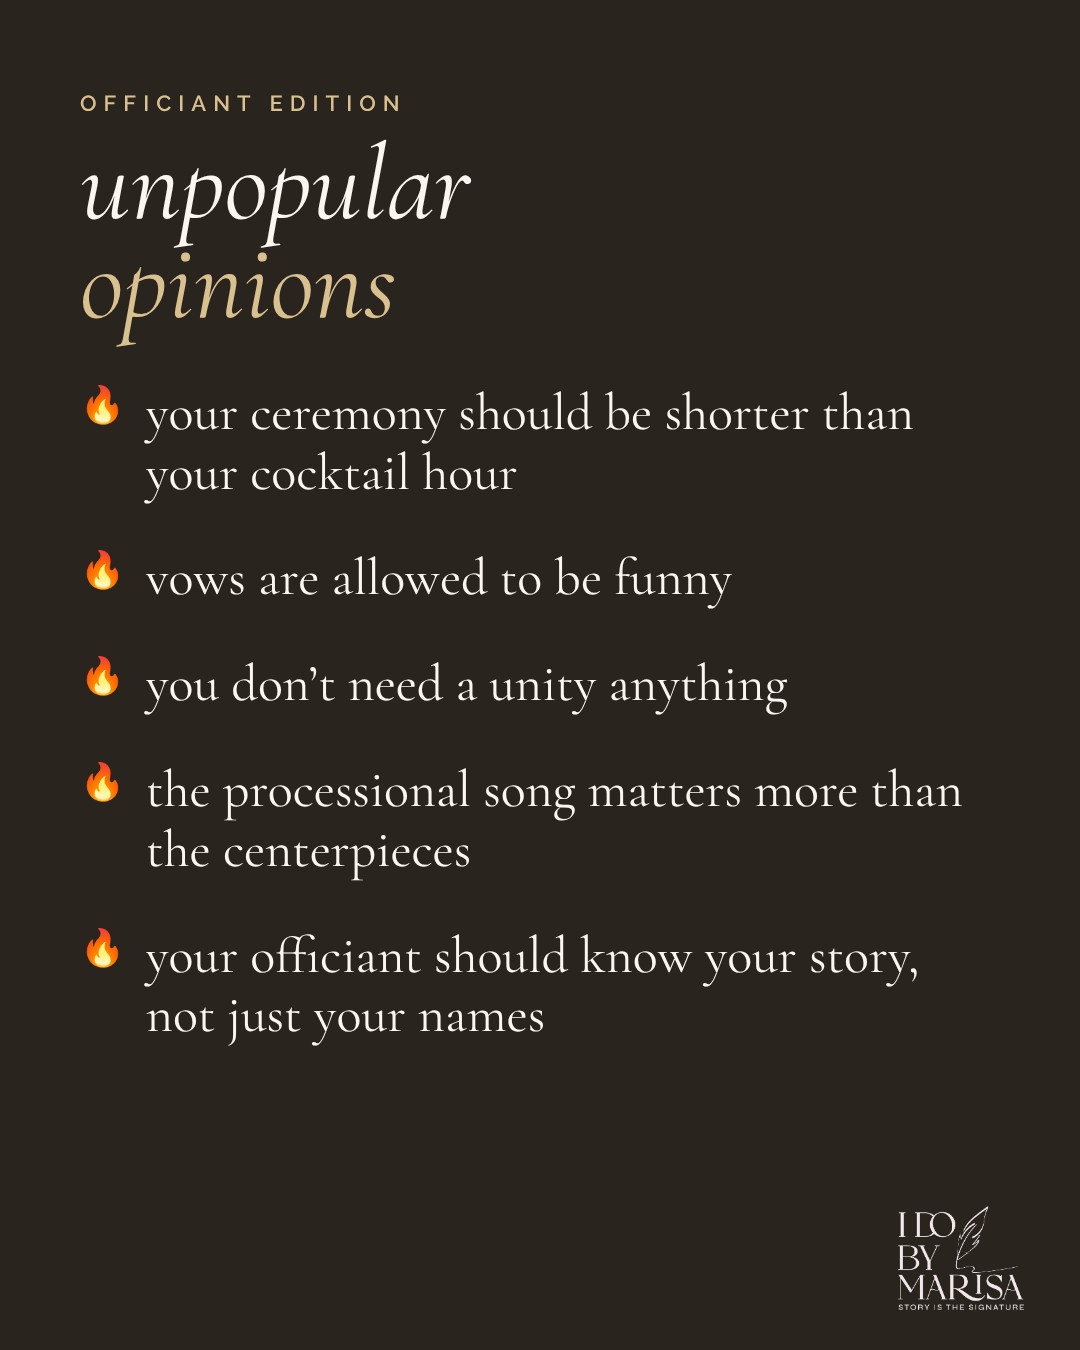 OFFICIANT EDITION
unpopular
opinions
🔥 your ceremony should be shorter than
your cocktail hour
🔥 vows are allowed to be funny
🔥 you don’t need a unity anything
🔥 the processional song matters more than
the centerpieces
🔥 your officiant should know your story,
not just your names
I DO
BY
MARISA
STORY IS THE SIGNATURE